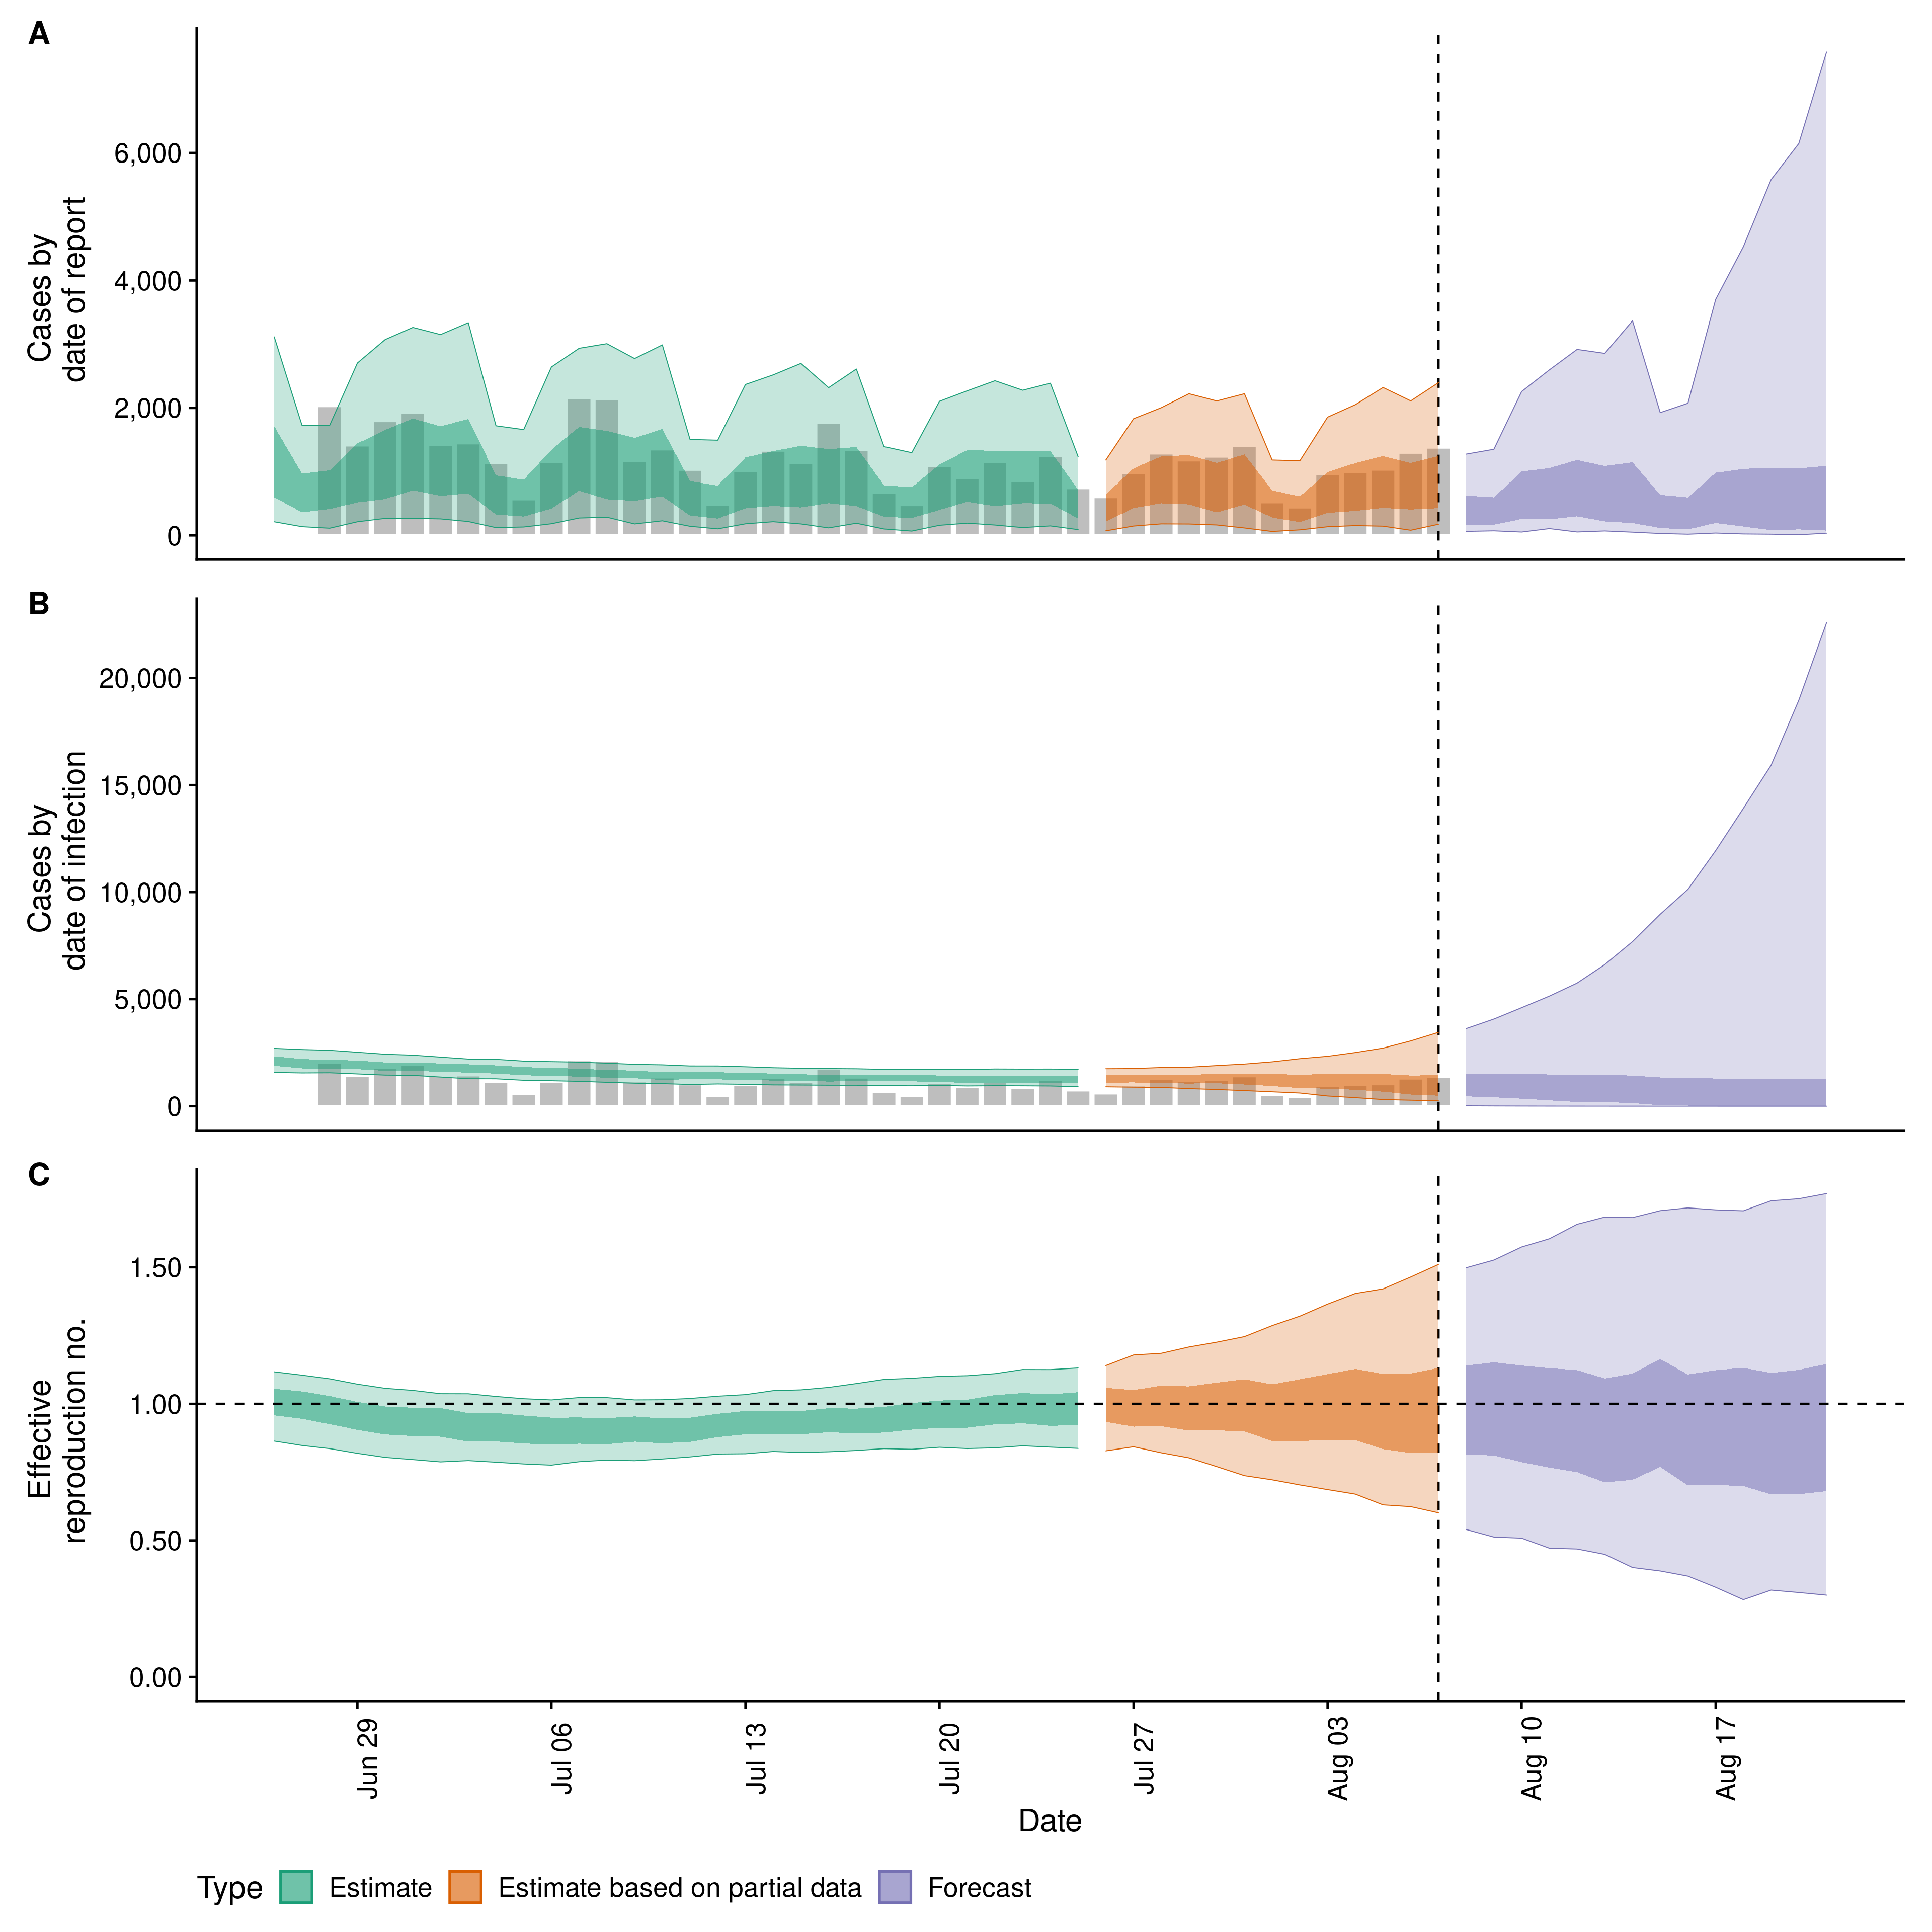 A
Cases by
date of report
6,000
4,000
2,000
0
B
Cases by
date of infection
20,000
15,000
10,000
5,000
0
C
Effective
reproduction no.
1.50
1.00
0.50
0.00
Jun 29
Jul 06
Jul 13
Jul 20
Jul 27
Aug 03
Aug 10
Aug 17
Date
Type
Estimate
Estimate based on partial data
Forecast